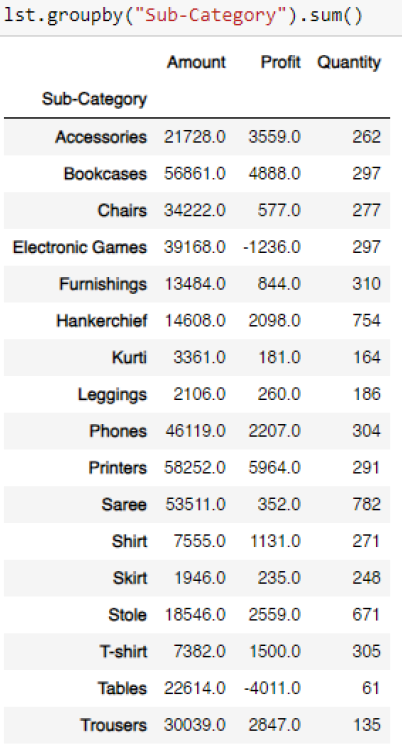 lst.groupby("Sub-Category").sum()
Amount Profit Quantity
Sub-Category
Accessories 21728.0 3559.0 262
Bookcases 56861.0 4888.0 297
Chairs 34222.0 577.0 277
Electronic Games 39168.0 -1236.0 297
Furnishings 13484.0 844.0 310
Hankerchief 14608.0 2098.0 754
Kurti 3361.0 181.0 164
Leggings 2106.0 260.0 186
Phones 46119.0 2207.0 304
Printers 58252.0 5964.0 291
Saree 53511.0 352.0 782
Shirt 7555.0 1131.0 271
Skirt 1946.0 235.0 248
Stole 18546.0 2559.0 671
T-shirt 7382.0 1500.0 305
Tables 22614.0 -4011.0 61
Trousers 30039.0 2847.0 135